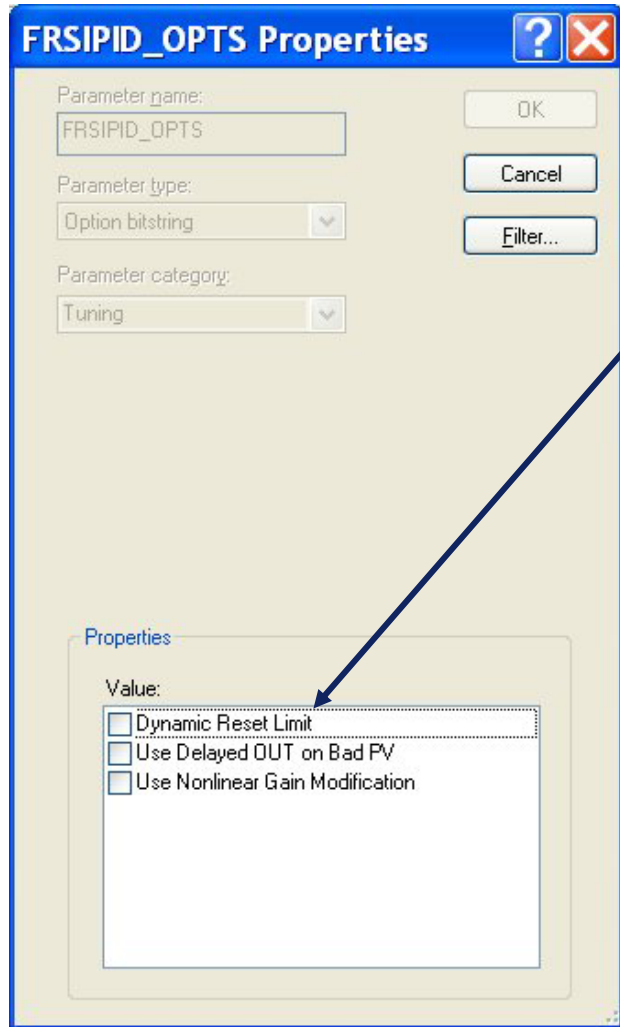 FRSIPID_OPTS Properties
Parameter name:
FRSIPID_OPTS
OK
Parameter type:
Option bitstring
Cancel
Filter...
Parameter category:
Tuning
Properties
Value:
Dynamic Reset Limit
Use Delayed OUT on Bad PV
Use Nonlinear Gain Modification